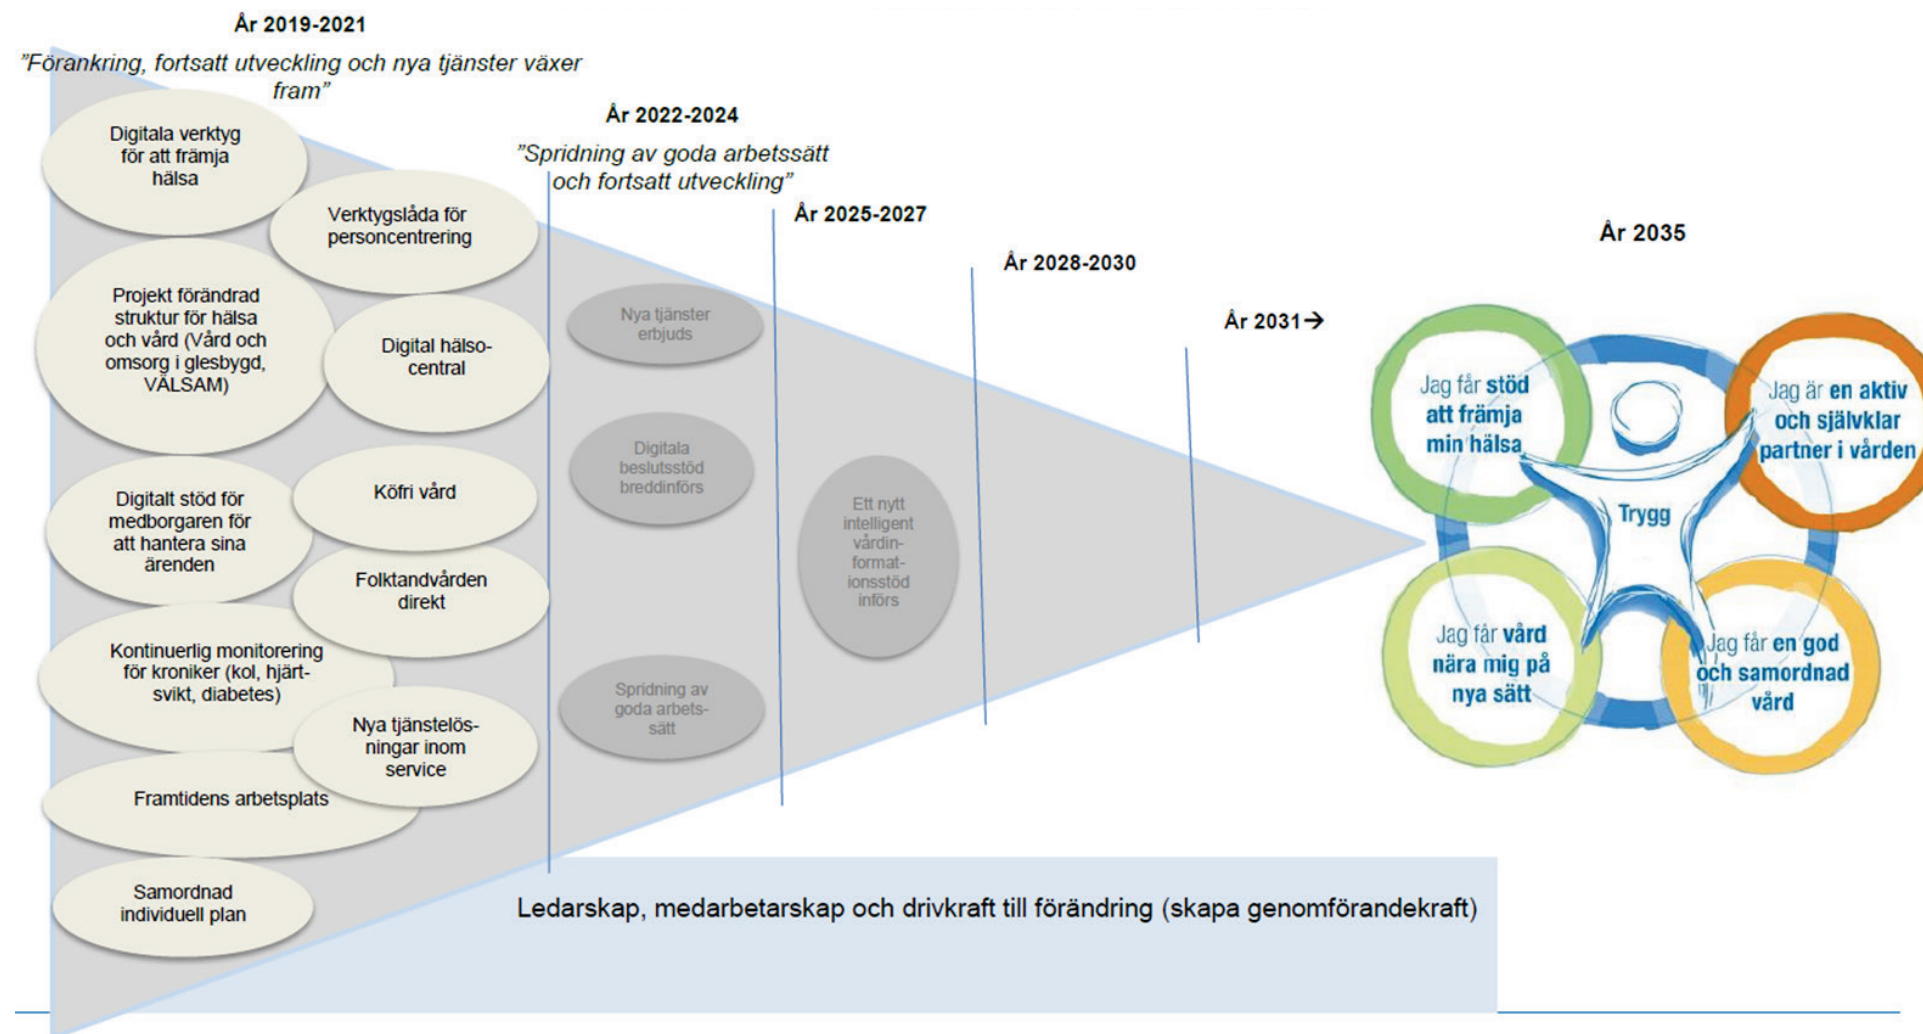 År 2019-2021
”Förankring, fortsatt utveckling och nya tjänster växer
fram”
Digitala verktyg
för att främja
hälsa
Verktygslåda för
personcentrering
Projekt förändrad
struktur för hälsa
och vård (Vård och
omsorg i glesbygd,
VÄLSAM)
Digital hälso-
central
Digitalt stöd för
medborgaren för
att hantera sina
ärenden
Köfri vård
Folktandvården
direkt
Kontinuerlig monitorering
för kroniker (kol, hjärt-
svikt, diabetes)
Nya tjänstelös-
ningar inom
service
Framtidens arbetsplats
Samordnad
individuell plan
År 2022-2024
”Spridning av goda arbetssätt
och fortsatt utveckling”
Nya tjänster
erbjuds
Digitala
beslutsstöd
breddinförs
Spridning av
goda arbets-
sätt
År 2025-2027
Ett nytt
intelligent
vårdin-
format-
ionsstöd
införs
År 2028-2030
År 2031→
År 2035
Jag får stöd
att främja
min hälsa
Jag är en aktiv
och självklar
partner i vården
Trygg
Jag får vård
nära mig på
nya sätt
Jag får en god
och samordnad
vård
Ledarskap, medarbetarskap och drivkraft till förändring (skapa genomförandekraft)